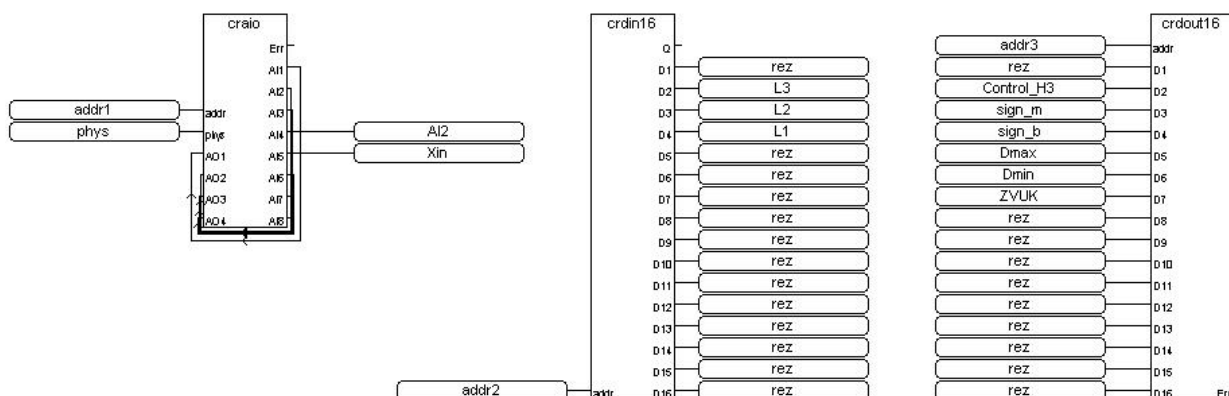 craio
Err
AI1
AI2
AI3
addr1 addr AI4 AI2
phys phys AI5 Xin
AO1 AI6
AO2 AI7
AO3 AI8
AO4
crdin16
Q
D1 rez
D2 L3
D3 L2
D4 L1
D5 rez
D6 rez
D7 rez
D8 rez
D9 rez
D10 rez
D11 rez
D12 rez
D13 rez
D14 rez
D15 rez
addr2 addr D16 rez
crdout16
addr3 addr
rez D1
Control_H3 D2
sign_m D3
sign_b D4
Dmax D5
Dmin D6
ZVUK D7
rez D8
rez D9
rez D10
rez D11
rez D12
rez D13
rez D14
rez D15
rez D16 Err